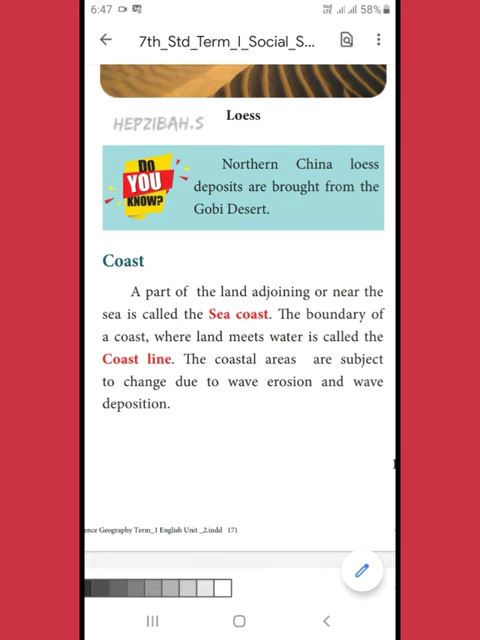 6:47
58%
7th_Std_Term_I_Social_S...
Loess
HEPZIBAH.S
DO
YOU
KNOW?
Northern China loess
deposits are brought from the
Gobi Desert.
Coast
A part of the land adjoining or near the
sea is called the Sea coast. The boundary of
a coast, where land meets water is called the
Coast line. The coastal areas are subject
to change due to wave erosion and wave
deposition.
ence Geography Term_1 English Unit _2.indd 171